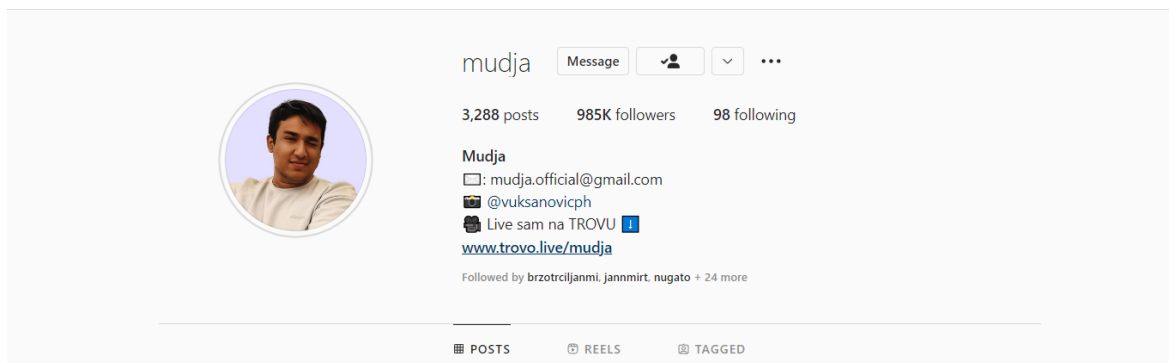 mudja Message
3,288 posts 985K followers 98 following
Mudja
: mudja.official@gmail.com
@vuksanovicph
Live sam na TROVU
www.trovo.live/mudja
Followed by brzotrciljanmi, jannmirt, nugato + 24 more
POSTS REELS TAGGED